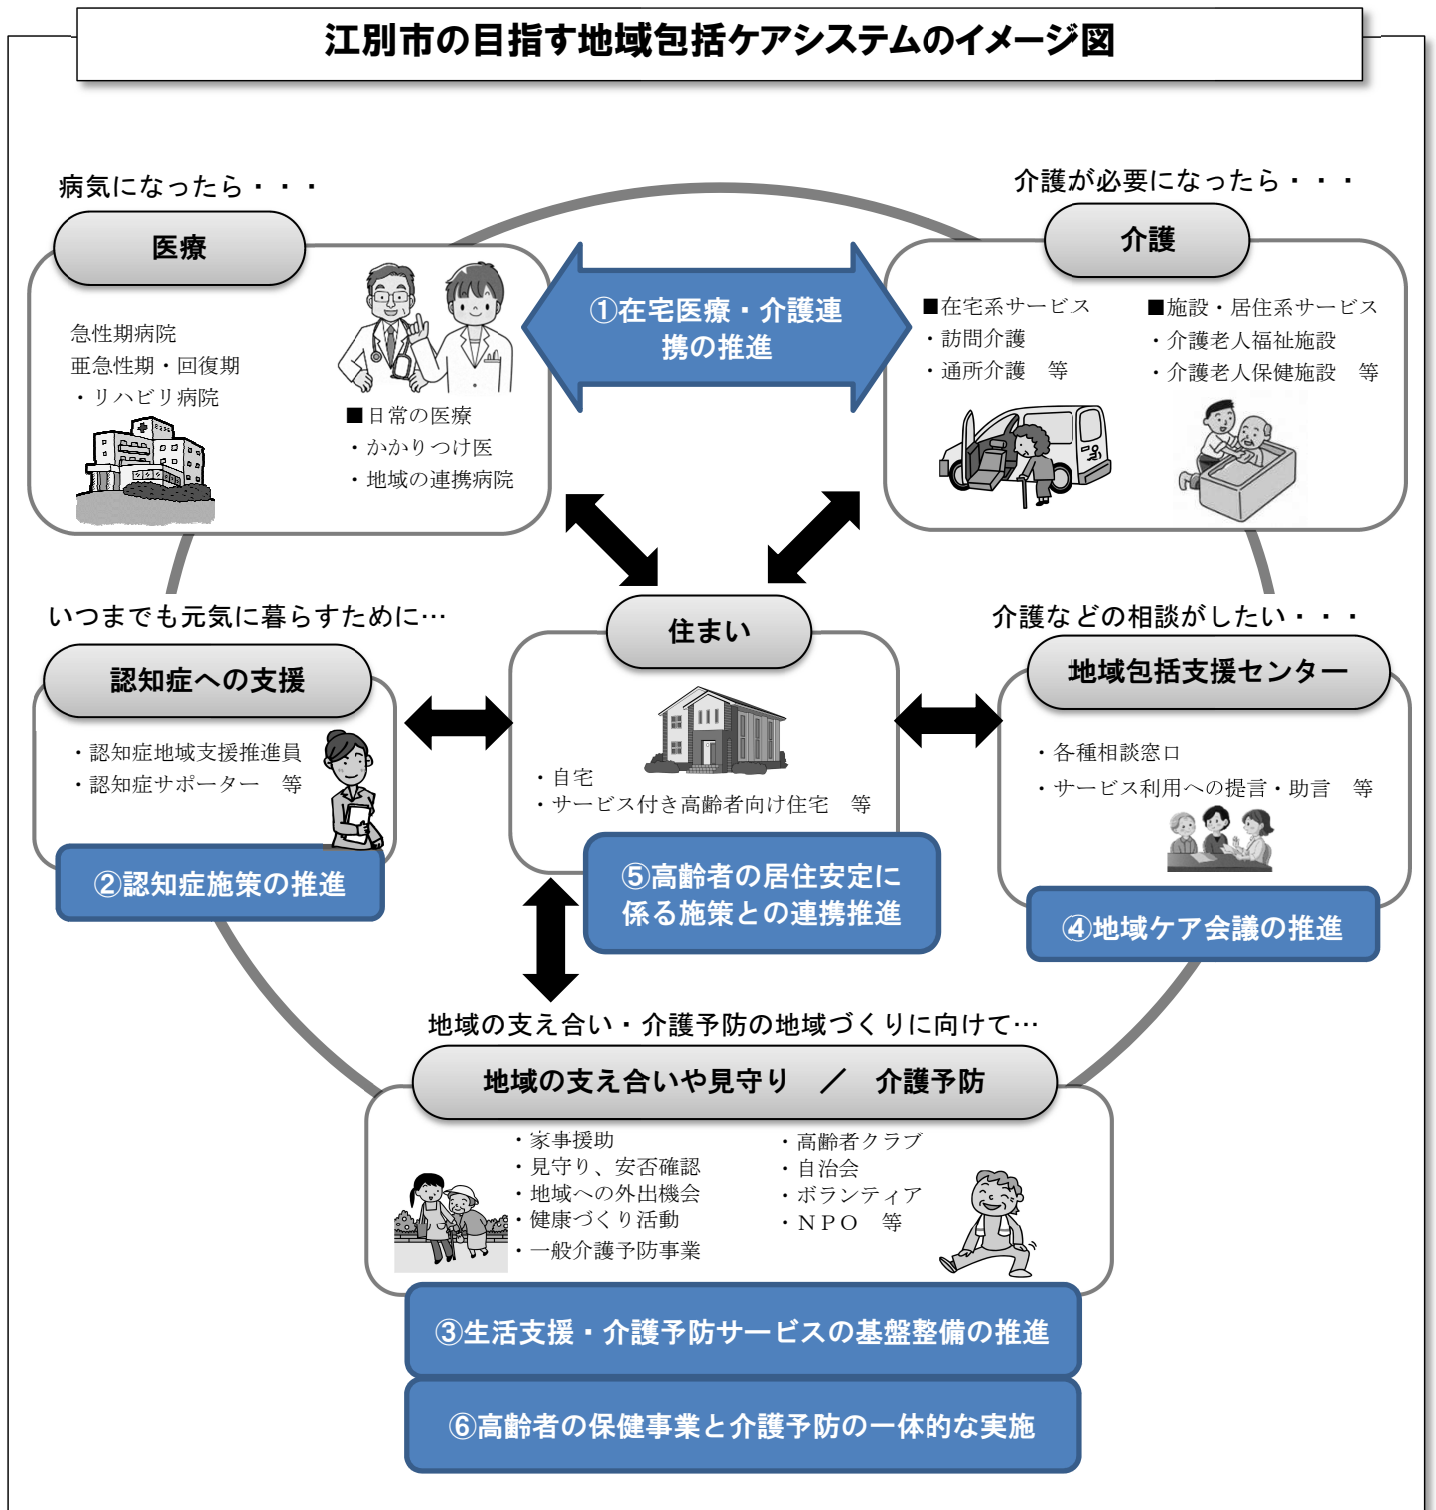 江別市の目指す地域包括ケアシステムのイメージ図
病気になったら・・・
医療
急性期病院
亜急性期・回復期
・リハビリ病院
■日常の医療
・かかりつけ医
・地域の連携病院
①在宅医療・介護連
携の推進
介護が必要になったら・・・
介護
■在宅系サービス
・訪問介護
・通所介護　等
■施設・居住系サービス
・介護老人福祉施設
・介護老人保健施設　等
いつまでも元気に暮らすために…
認知症への支援
・認知症地域支援推進員
・認知症サポーター　等
②認知症施策の推進
住まい
・自宅
・サービス付き高齢者向け住宅　等
⑤高齢者の居住安定に
係る施策との連携推進
介護などの相談がしたい・・・
地域包括支援センター
・各種相談窓口
・サービス利用への提言・助言　等
④地域ケア会議の推進
地域の支え合い・介護予防の地域づくりに向けて…
地域の支え合いや見守り　／　介護予防
・家事援助
・見守り、安否確認
・地域への外出機会
・健康づくり活動
・一般介護予防事業
・高齢者クラブ
・自治会
・ボランティア
・ＮＰＯ　等
③生活支援・介護予防サービスの基盤整備の推進
⑥高齢者の保健事業と介護予防の一体的な実施